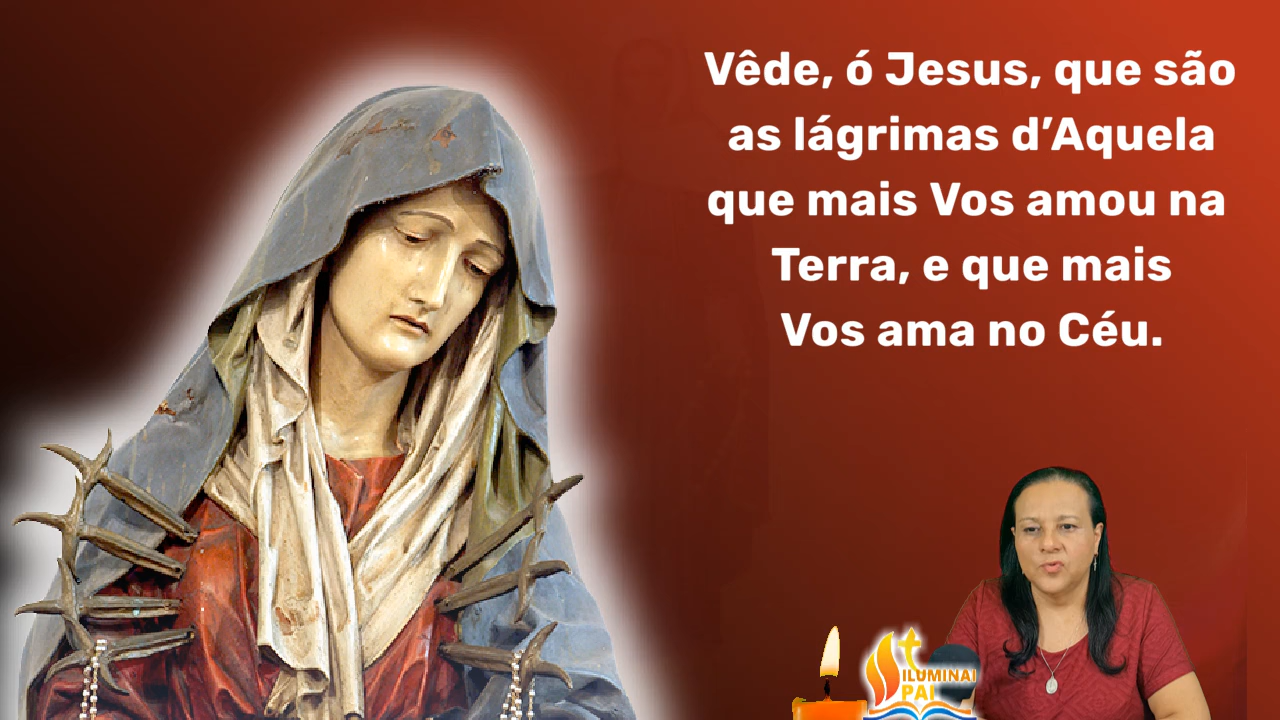 Vêde, ó Jesus, que são
as lágrimas d’Aquela
que mais Vos amou na
Terra, e que mais
Vos ama no Céu.
ILUMINAI
PAI